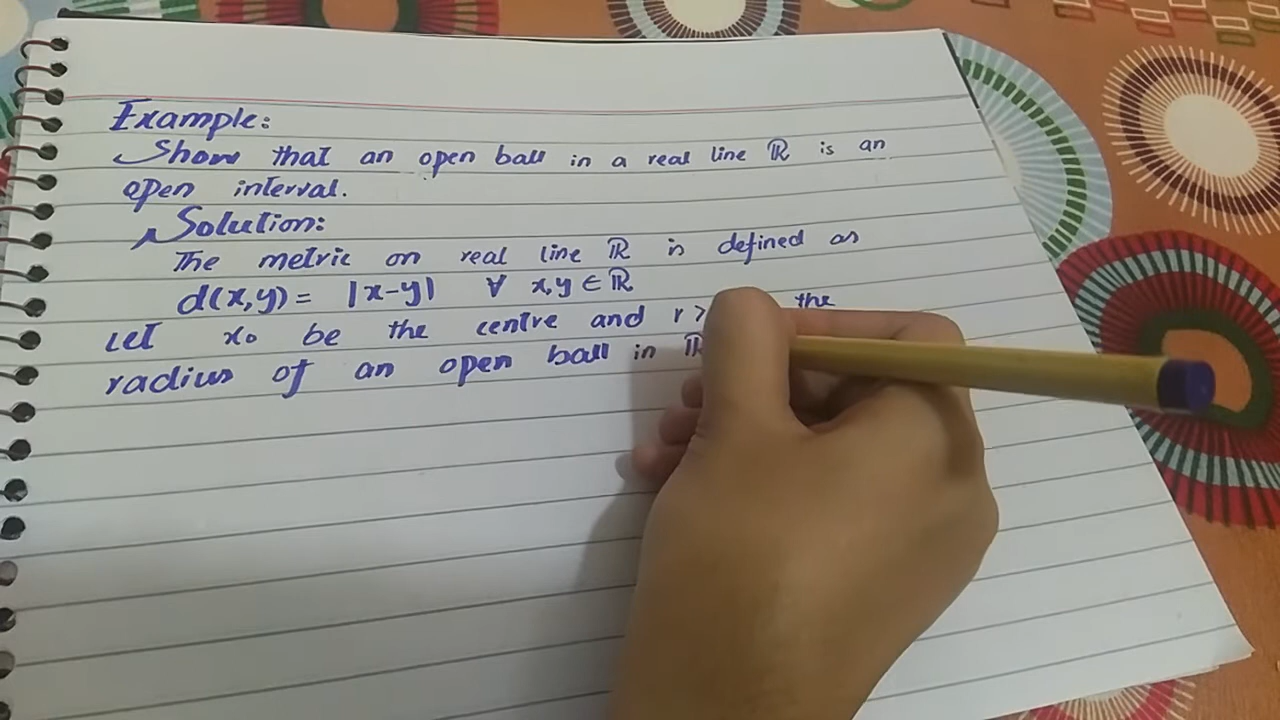 Example:
Show that an open ball in a real line ℝ is an
open interval.
Solution:
The metric on real line ℝ is defined as
d(x,y) = |x-y| ∀ x,y ∈ ℝ
Let x₀ be the centre and r > the
radius of an open ball in ℝ